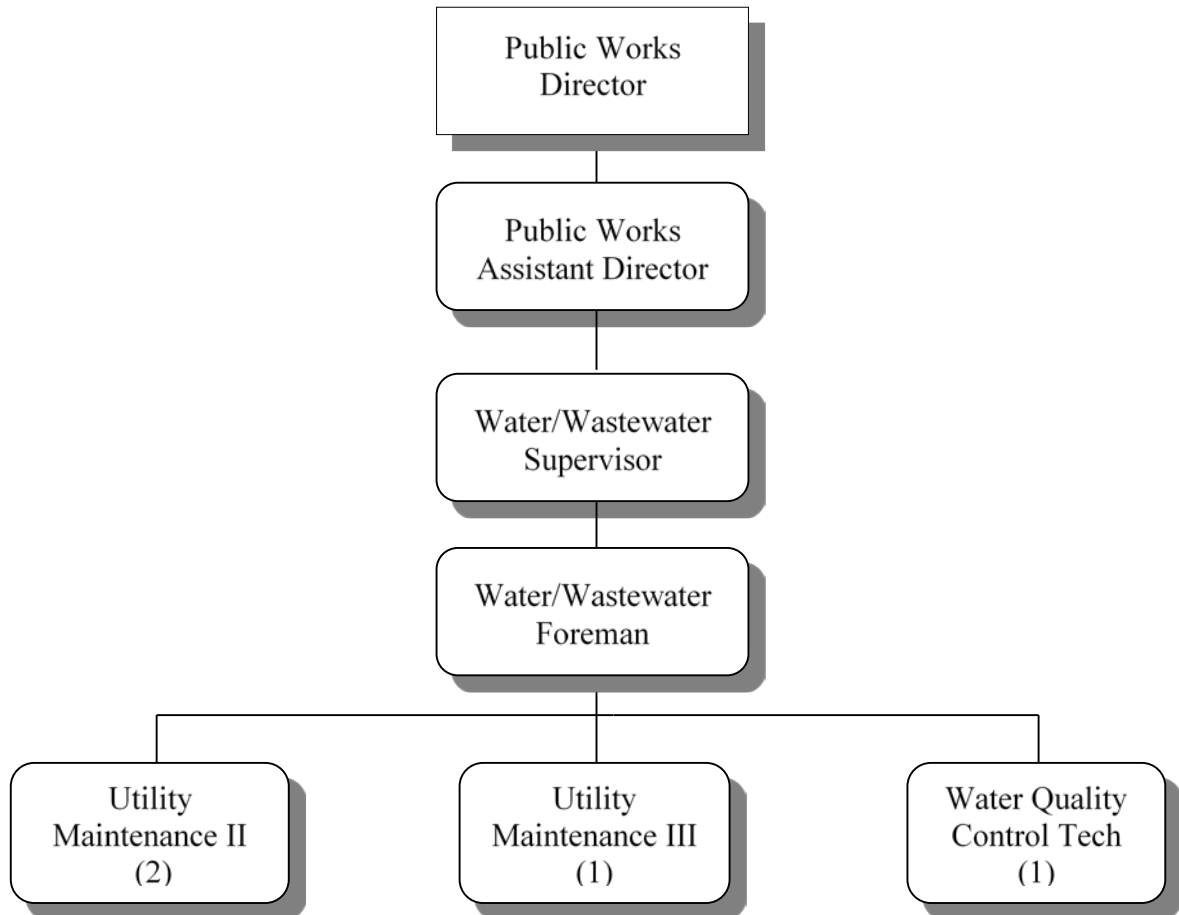 Public Works
Director
Public Works
Assistant Director
Water/Wastewater
Supervisor
Water/Wastewater
Foreman
Utility
Maintenance II
(2)
Utility
Maintenance III
(1)
Water Quality
Control Tech
(1)